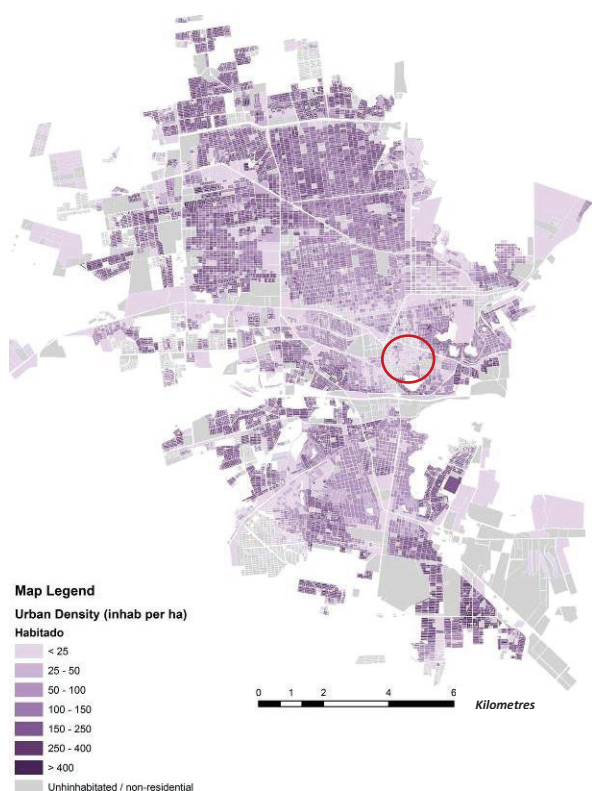 Map Legend
Urban Density (inhab per ha)
Habitado
< 25
25 - 50
50 - 100
100 - 150
150 - 250
250 - 400
> 400
Unhinhabitated / non-residential
0 1 2 4 6
Kilometres